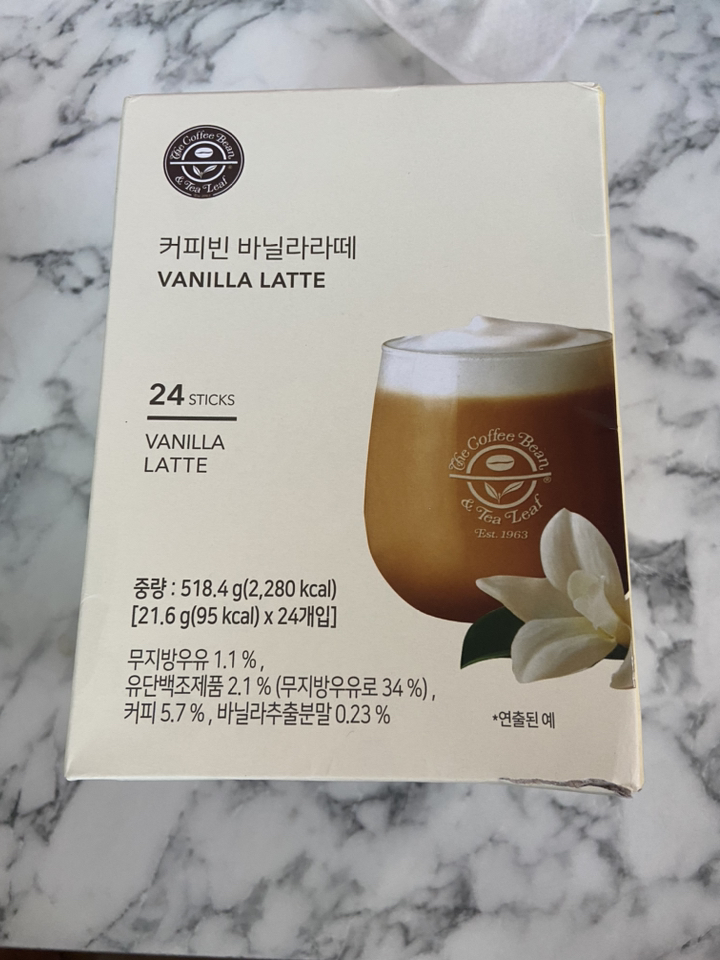 The Coffee Bean
& Tea Leaf
커피빈 바닐라라떼
VANILLA LATTE
24 STICKS
VANILLA
LATTE
The Coffee Bean
®
& Tea Leaf
Est. 1963
중량 : 518.4 g(2,280 kcal)
[21.6 g(95 kcal) x 24개입]
무지방우유 1.1 % ,
유단백조제품 2.1 % (무지방우유로 34 %) ,
커피 5.7 % , 바닐라추출분말 0.23 %
*연출된 예